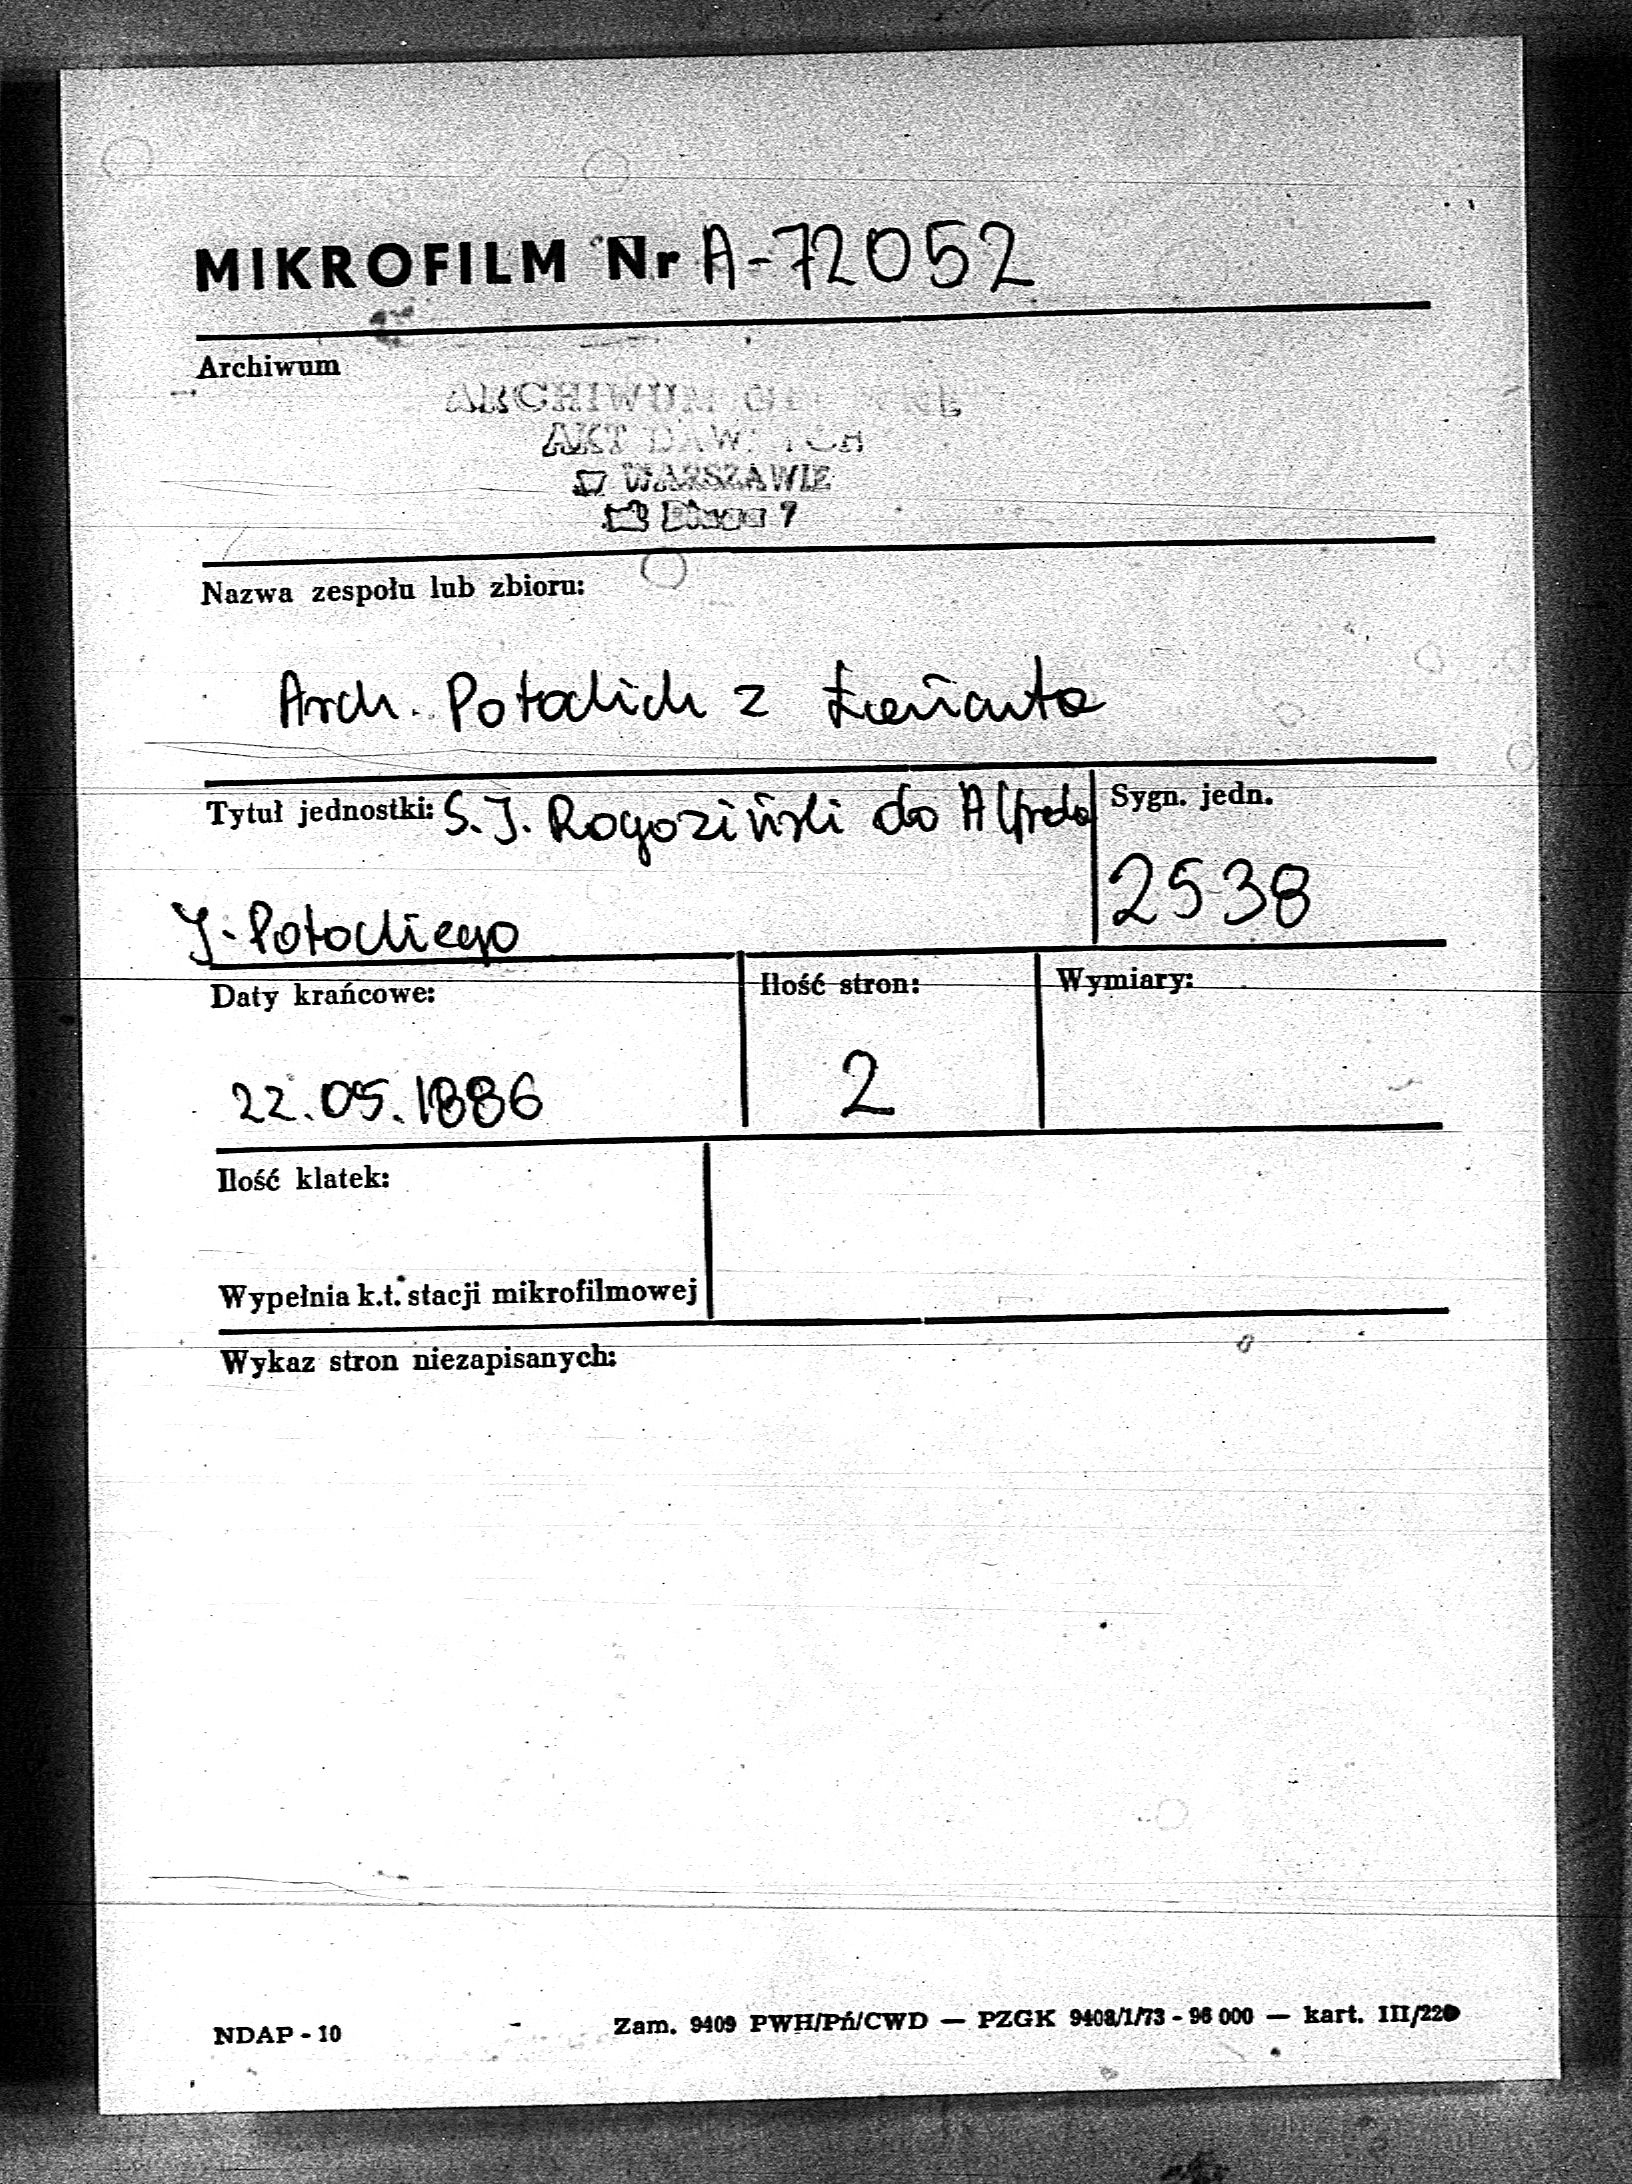 MIKROFILM Nr A-72052
Archiwum
ARCHIWUM GŁÓWNE
AKT DAWNYCH
W WARSZAWIE
Długa 7
Nazwa zespołu lub zbioru:
Arch. Potockich z Łańcuta
Tytuł jednostki: S. J. Rogoziński do Alfreda
Sygn. jedn.
2538
J. Potockiego
Daty krańcowe:
Ilość stron:
Wymiary:
22.05.1886
2
Ilość klatek:
Wypełnia k.t. stacji mikrofilmowej
Wykaz stron niezapisanych:
NDAP - 10
Zam. 9409 PWH/Pń/CWD — PZGK 9408/1/73 - 96 000 — kart. III/220